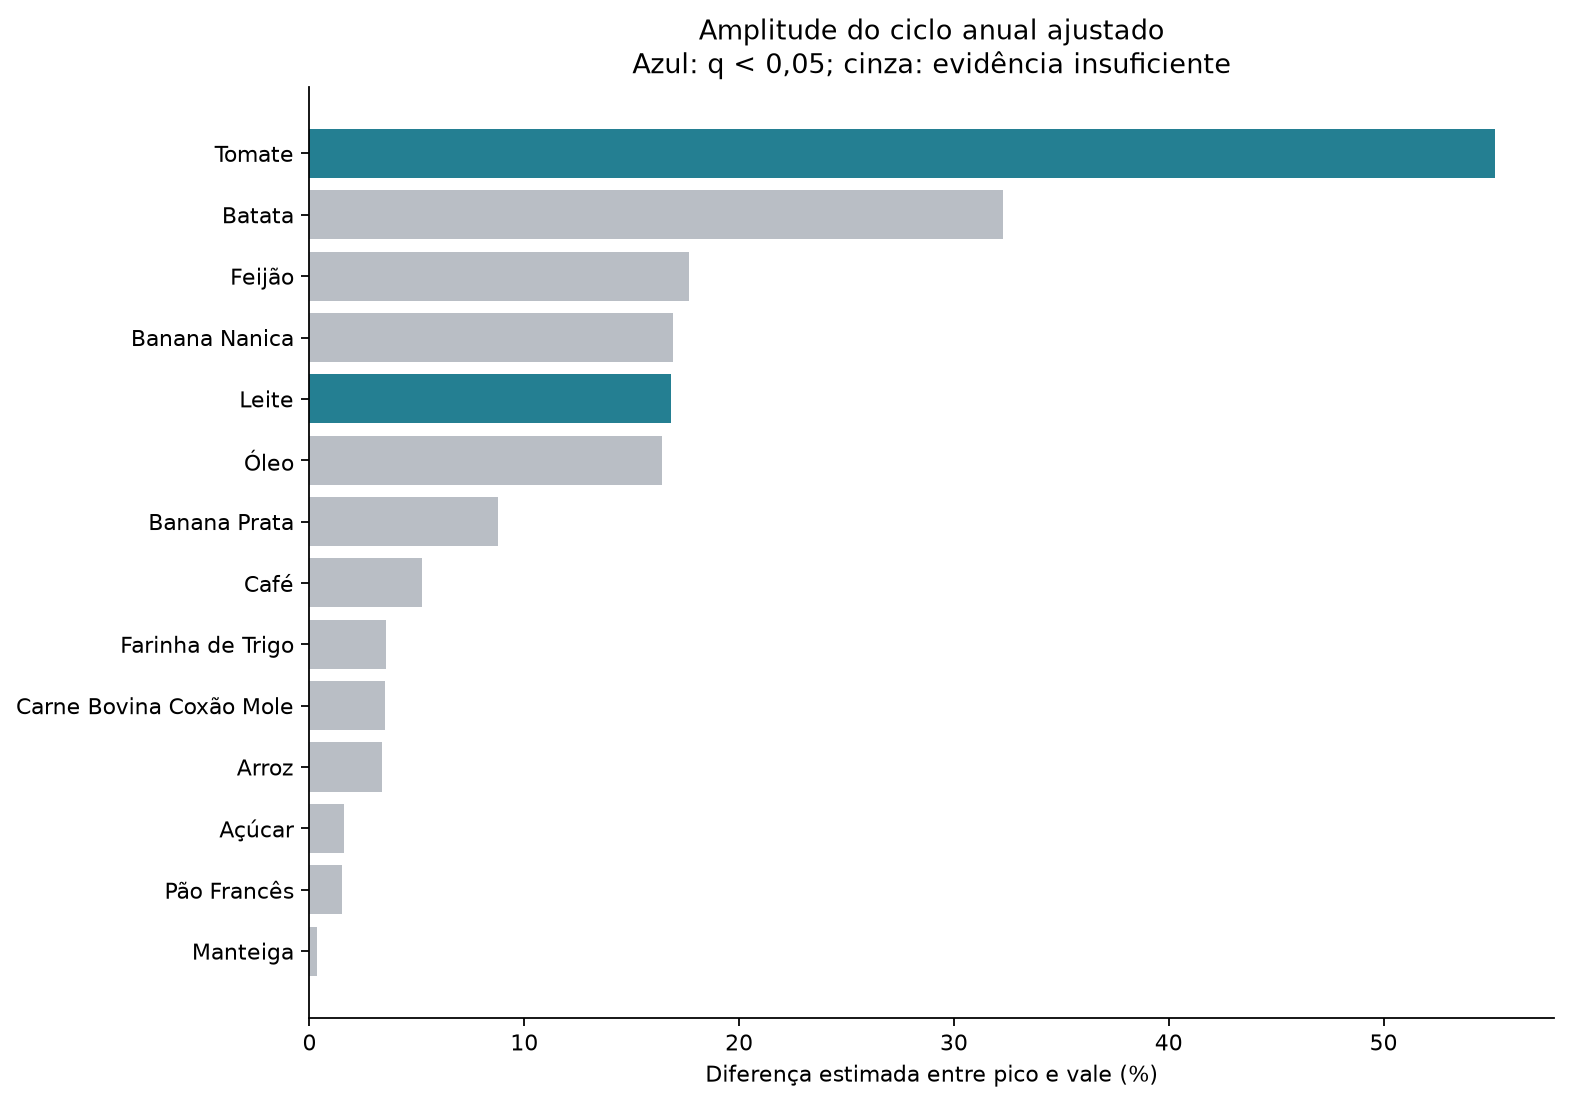 Amplitude do ciclo anual ajustado
Azul: q < 0,05; cinza: evidência insuficiente
Tomate
Batata
Feijão
Banana Nanica
Leite
Óleo
Banana Prata
Café
Farinha de Trigo
Carne Bovina Coxão Mole
Arroz
Açúcar
Pão Francês
Manteiga
0 10 20 30 40 50
Diferença estimada entre pico e vale (%)